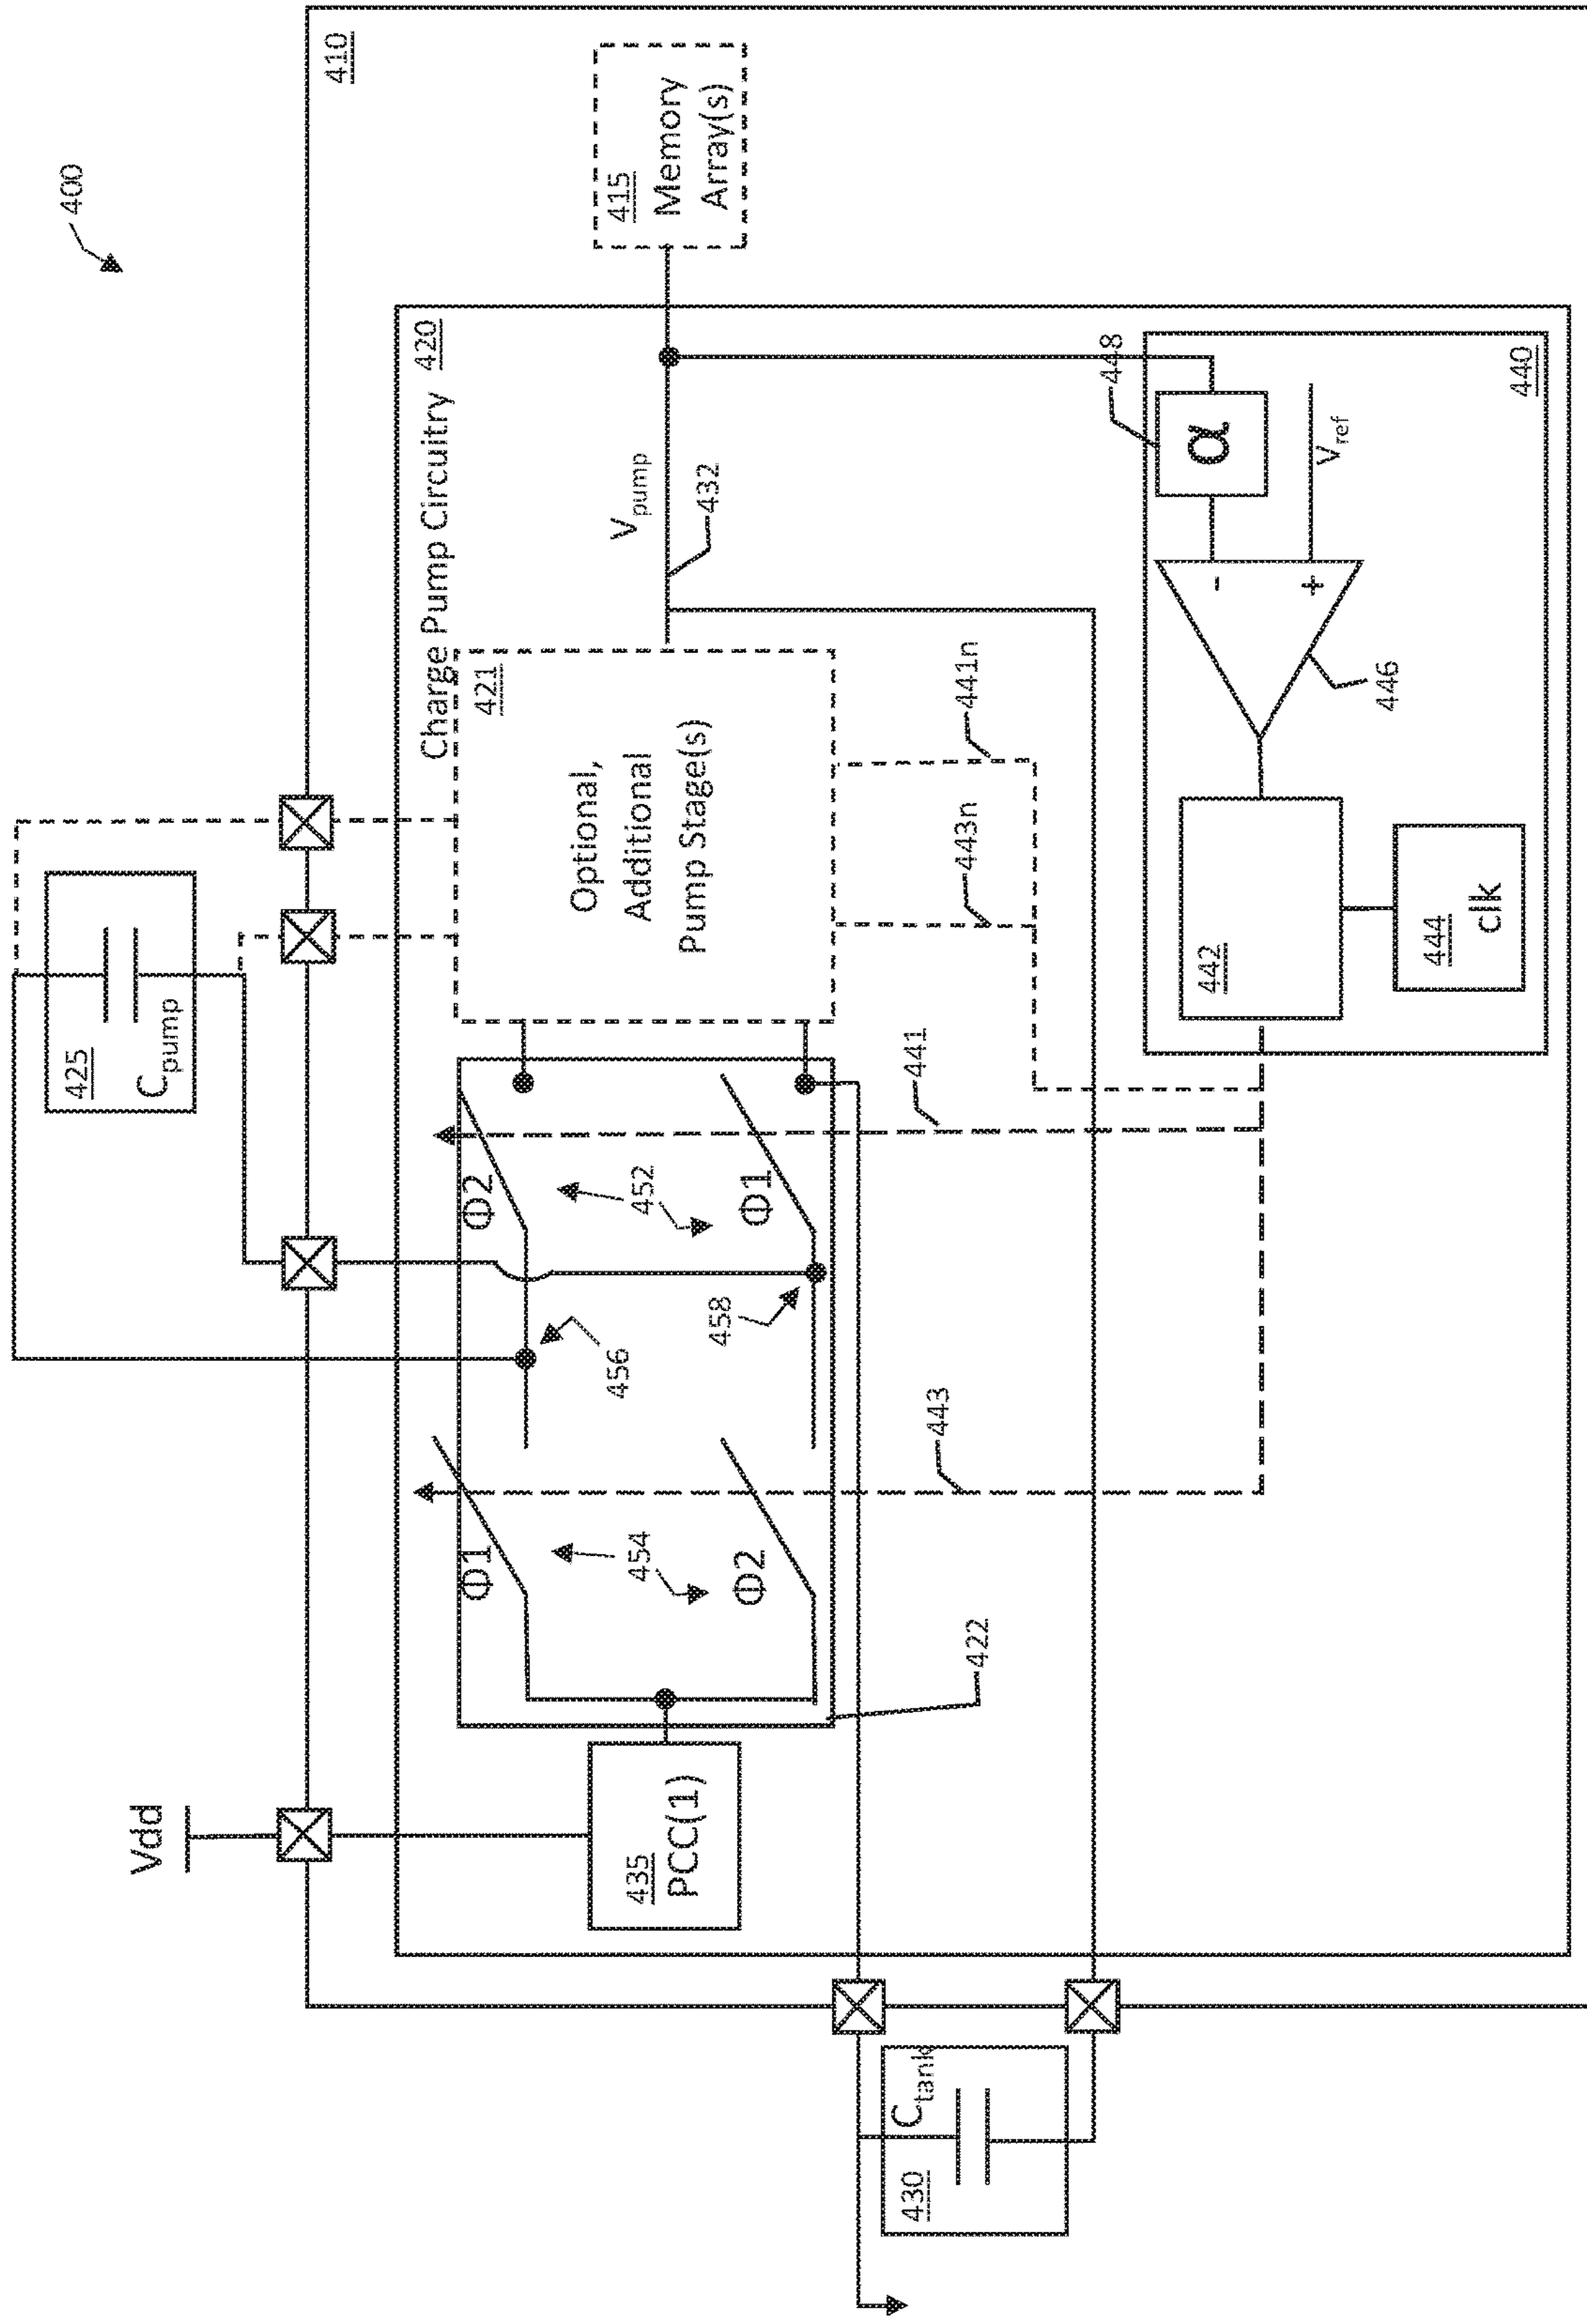 400
410
Vdd
425
C_pump
Charge Pump Circuitry 420
435
PCC(1)
Φ1
Φ2
454
452
Φ2
Φ1
456
458
422
421
Optional,
Additional
Pump Stage(s)
V_pump
432
415
Memory
Array(s)
443
441
443n
441n
430
C_tank
442
444
clk
446
-
+
448
α
V_ref
440